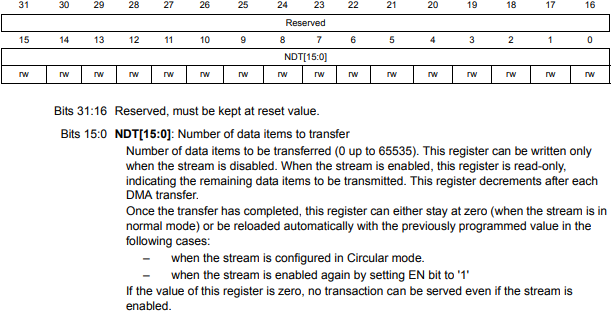 31 30 29 28 27 26 25 24 23 22 21 20 19 18 17 16
Reserved
15 14 13 12 11 10 9 8 7 6 5 4 3 2 1 0
NDT[15:0]
rw rw rw rw rw rw rw rw rw rw rw rw rw rw rw rw
Bits 31:16 Reserved, must be kept at reset value.
Bits 15:0 NDT[15:0]: Number of data items to transfer
Number of data items to be transferred (0 up to 65535). This register can be written only
when the stream is disabled. When the stream is enabled, this register is read-only,
indicating the remaining data items to be transmitted. This register decrements after each
DMA transfer.
Once the transfer has completed, this register can either stay at zero (when the stream is in
normal mode) or be reloaded automatically with the previously programmed value in the
following cases:
– when the stream is configured in Circular mode.
– when the stream is enabled again by setting EN bit to '1'
If the value of this register is zero, no transaction can be served even if the stream is
enabled.